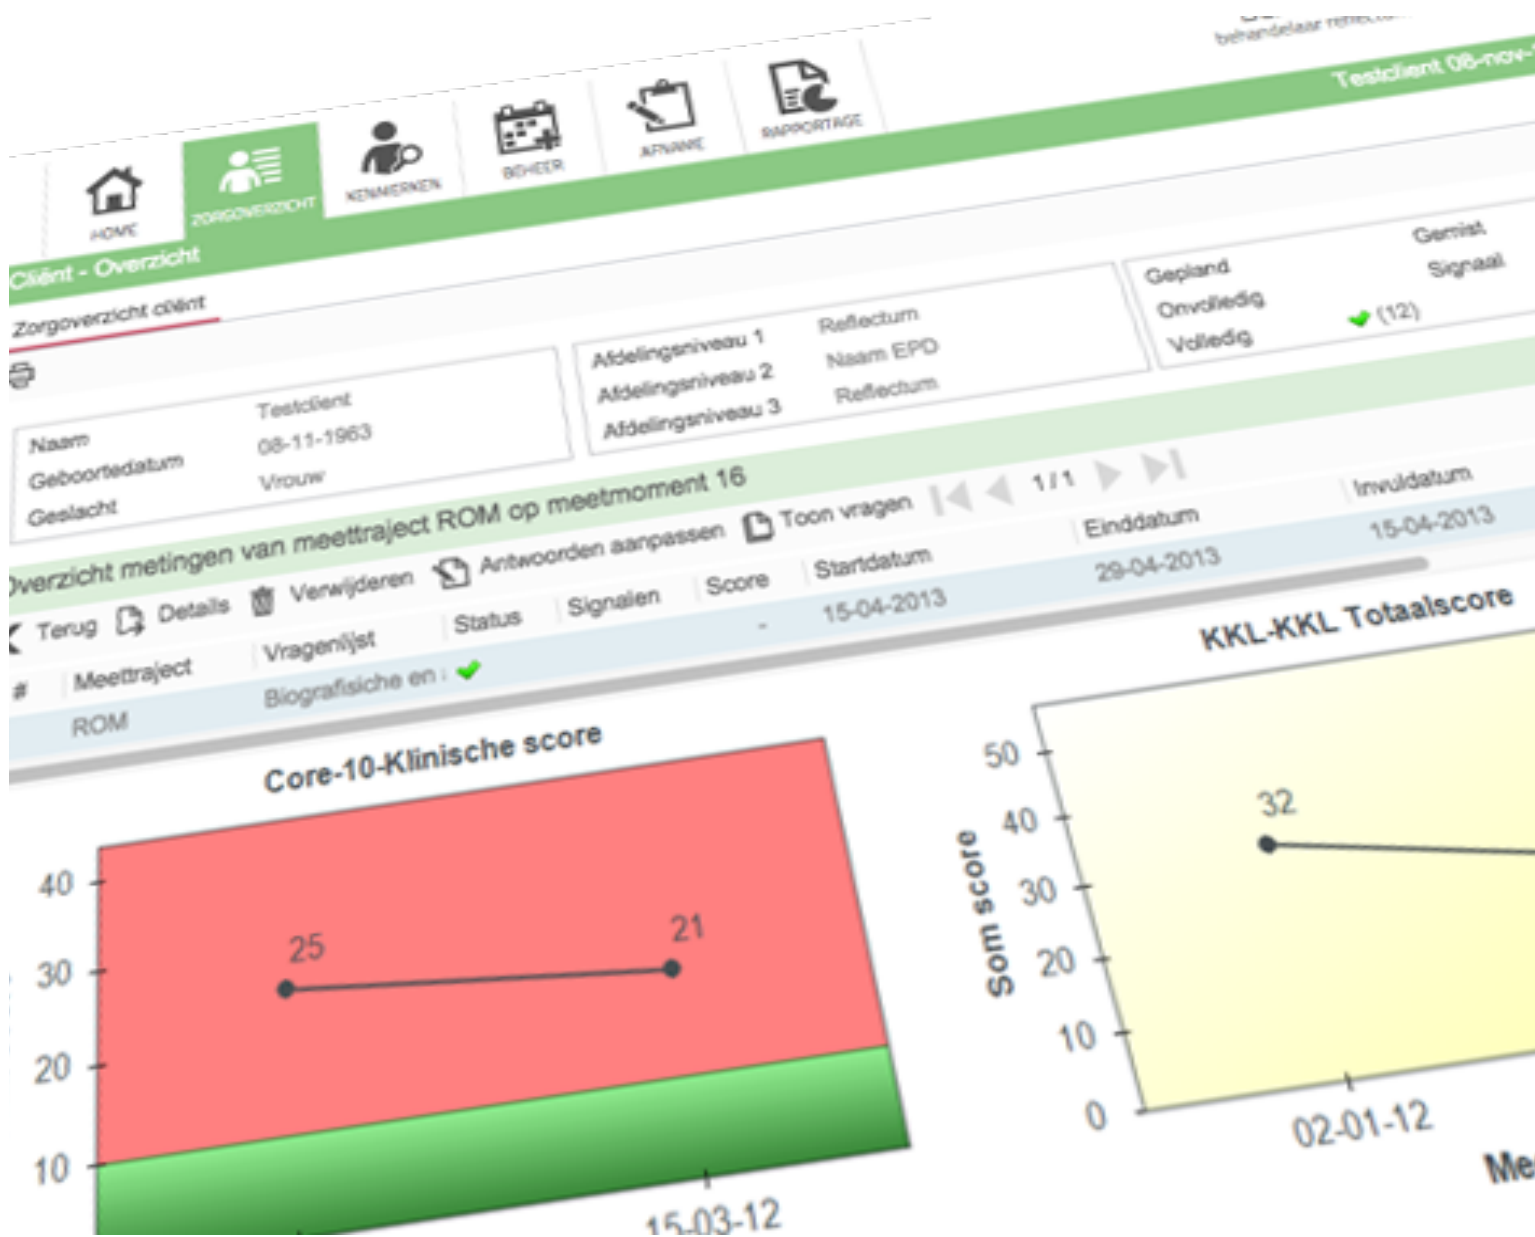 behandelaar
Testclient 08-nov-
HOME
ZORGOVERZICHT
KENMERKEN
BEHEER
AFNAME
RAPPORTAGE
Cliënt - Overzicht
Zorgoverzicht cliënt
Naam Testclient
Geboortedatum 08-11-1963
Geslacht Vrouw
Afdelingsniveau 1 Reflectum
Afdelingsniveau 2 Naam EPD
Afdelingsniveau 3 Reflectum
Gepland Gemist
Onvolledig Signaal
Volledig (12)
Overzicht metingen van meettraject ROM op meetmoment 16
Terug Details Verwijderen Antwoorden aanpassen Toon vragen 1/1
# Meettraject Vragenlijst Status Signalen Score Startdatum Einddatum Invuldatum
ROM Biografisiche en - 15-04-2013 29-04-2013 15-04-2013
Core-10-Klinische score
40
30
20
10
25
21
15-03-12
KKL-KKL Totaalscore
Som score
50
40
30
20
10
0
32
02-01-12
Me